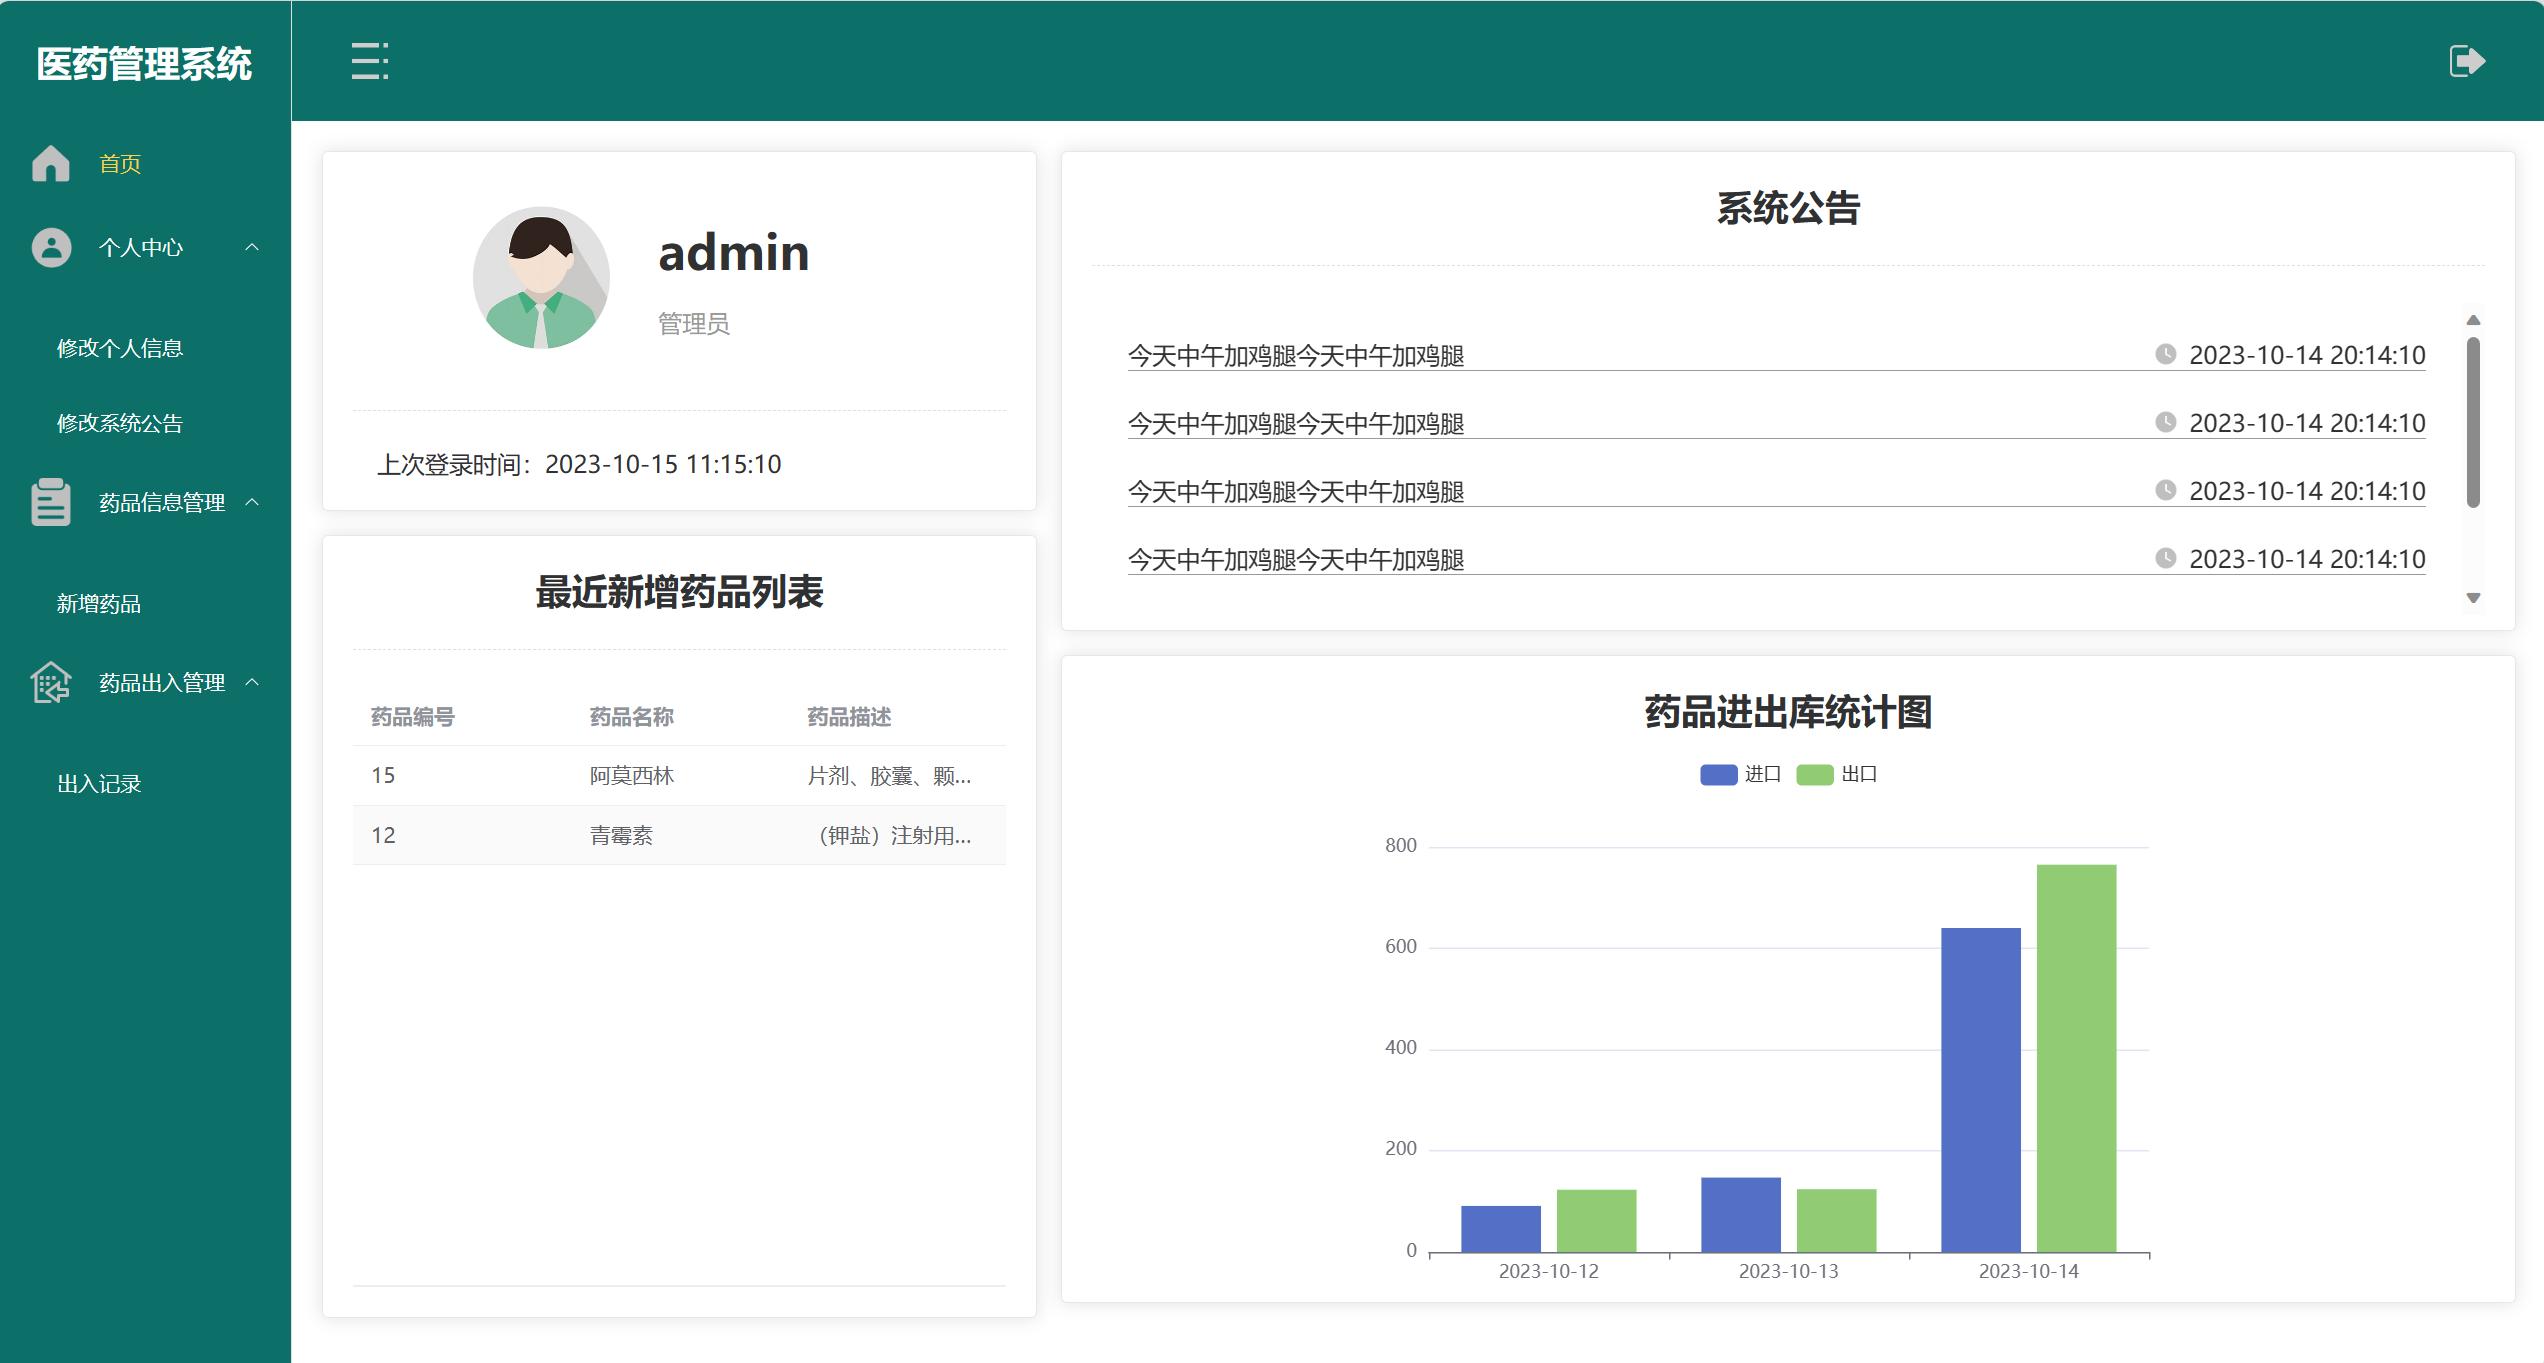 医药管理系统
首页
个人中心
修改个人信息
修改系统公告
药品信息管理
新增药品
药品出入管理
出入记录
admin
管理员
上次登录时间：2023-10-15 11:15:10
最近新增药品列表
药品编号 药品名称 药品描述
15 阿莫西林 片剂、胶囊、颗...
12 青霉素 （钾盐）注射用...
系统公告
今天中午加鸡腿今天中午加鸡腿 2023-10-14 20:14:10
今天中午加鸡腿今天中午加鸡腿 2023-10-14 20:14:10
今天中午加鸡腿今天中午加鸡腿 2023-10-14 20:14:10
今天中午加鸡腿今天中午加鸡腿 2023-10-14 20:14:10
药品进出库统计图
进口 出口
800
600
400
200
0
2023-10-12 2023-10-13 2023-10-14